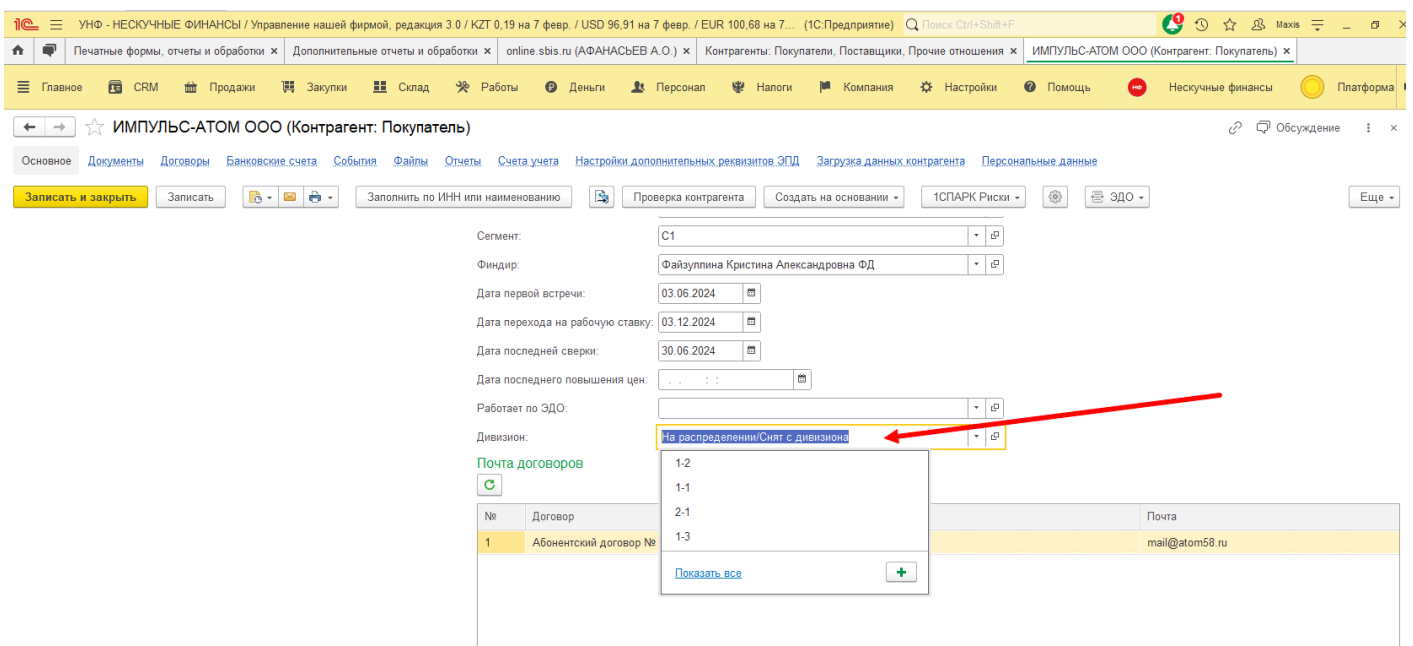 1С УНФ - НЕСКУЧНЫЕ ФИНАНСЫ / Управление нашей фирмой, редакция 3.0 / KZT 0,19 на 7 февр. / USD 96,91 на 7 февр. / EUR 100,68 на 7... (1С:Предприятие) Поиск Ctrl+Shift+F Maxis
Печатные формы, отчеты и обработки × Дополнительные отчеты и обработки × online.sbis.ru (АФАНАСЬЕВ А.О.) × Контрагенты: Покупатели, Поставщики, Прочие отношения × ИМПУЛЬС-АТОМ ООО (Контрагент: Покупатель) ×
Главное CRM Продажи Закупки Склад Работы Деньги Персонал Налоги Компания Настройки Помощь Нескучные финансы Платформа
ИМПУЛЬС-АТОМ ООО (Контрагент: Покупатель) Обсуждение
Основное Документы Договоры Банковские счета События Файлы Отчеты Счета учета Настройки дополнительных реквизитов ЭПД Загрузка данных контрагента Персональные данные
Записать и закрыть Записать Заполнить по ИНН или наименованию Проверка контрагента Создать на основании 1СПАРК Риски ЭДО Еще
Сегмент: С1
Финдир: Файзуллина Кристина Александровна ФД
Дата первой встречи: 03.06.2024
Дата перехода на рабочую ставку: 03.12.2024
Дата последней сверки: 30.06.2024
Дата последнего повышения цен: . . : :
Работает по ЭДО:
Дивизион: На распределении/Снят с дивизиона
Почта договоров
1-2
1-1
2-1
1-3
Показать все
№ Договор Почта
1 Абонентский договор № mail@atom58.ru